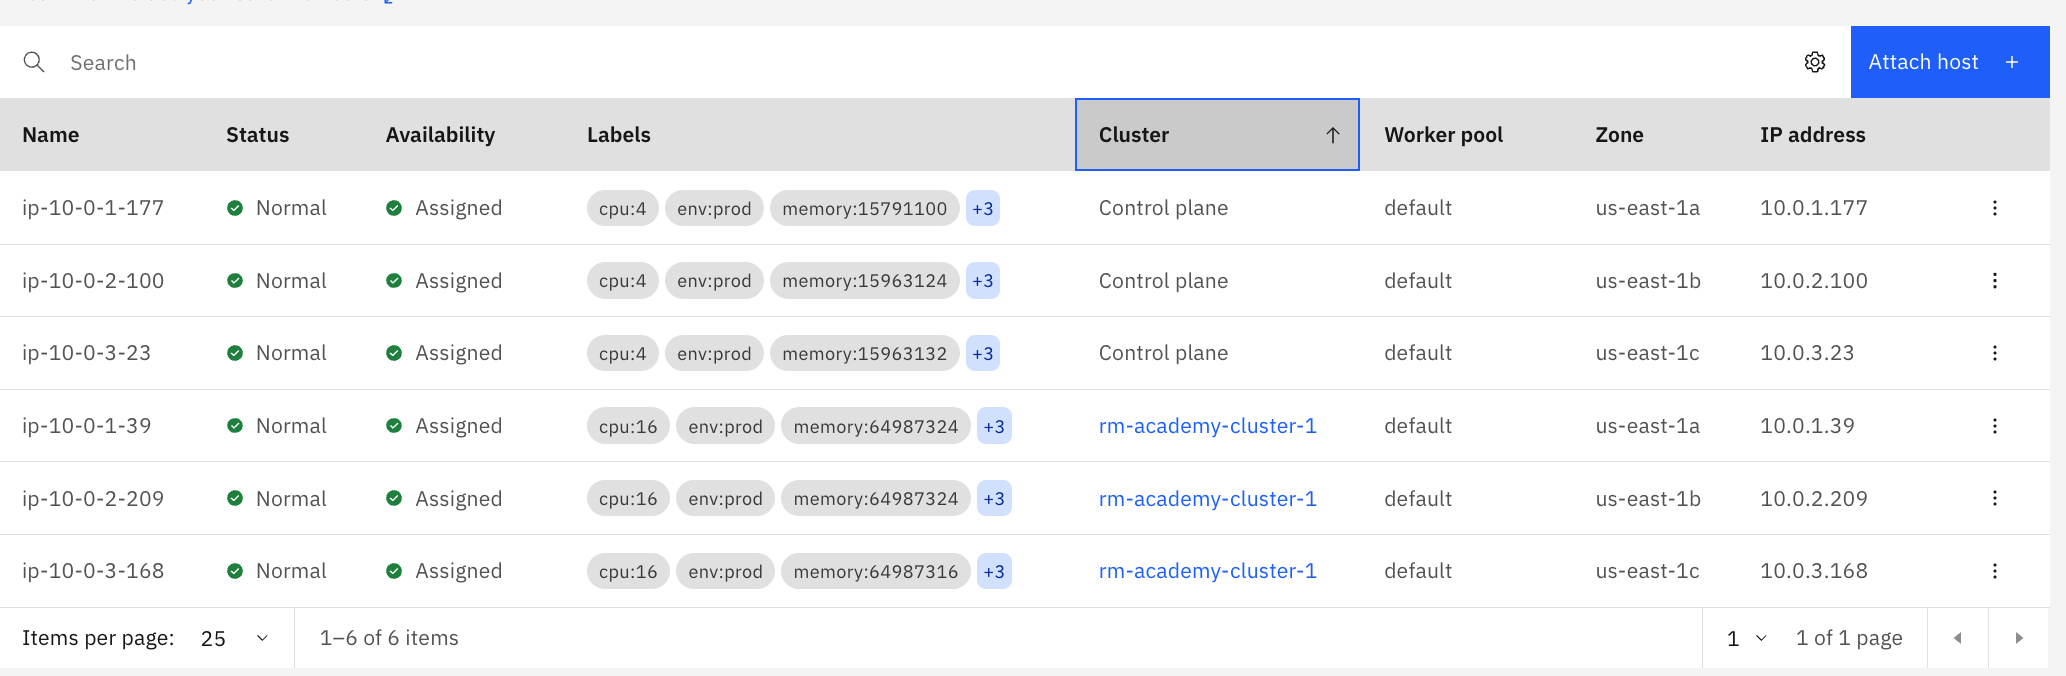 Search
Attach host +
Name Status Availability Labels Cluster ↑ Worker pool Zone IP address
ip-10-0-1-177 Normal Assigned cpu:4 env:prod memory:15791100 +3 Control plane default us-east-1a 10.0.1.177
ip-10-0-2-100 Normal Assigned cpu:4 env:prod memory:15963124 +3 Control plane default us-east-1b 10.0.2.100
ip-10-0-3-23 Normal Assigned cpu:4 env:prod memory:15963132 +3 Control plane default us-east-1c 10.0.3.23
ip-10-0-1-39 Normal Assigned cpu:16 env:prod memory:64987324 +3 rm-academy-cluster-1 default us-east-1a 10.0.1.39
ip-10-0-2-209 Normal Assigned cpu:16 env:prod memory:64987324 +3 rm-academy-cluster-1 default us-east-1b 10.0.2.209
ip-10-0-3-168 Normal Assigned cpu:16 env:prod memory:64987316 +3 rm-academy-cluster-1 default us-east-1c 10.0.3.168
Items per page: 25 1–6 of 6 items 1 1 of 1 page